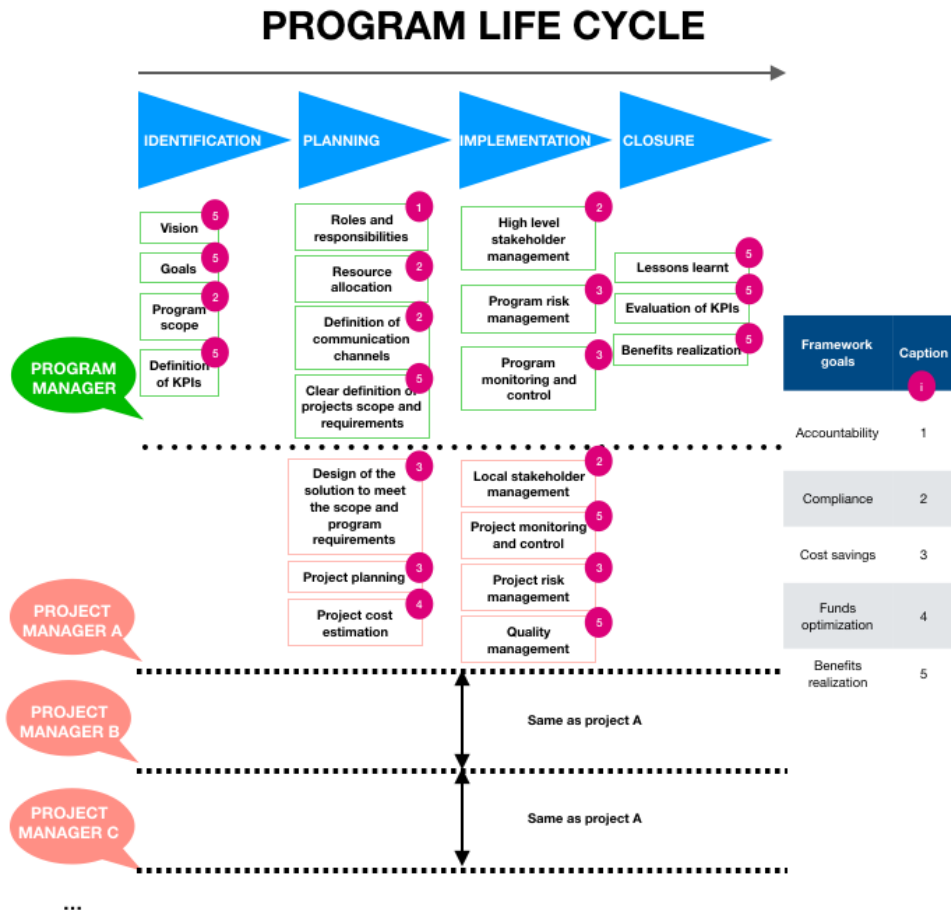 PROGRAM LIFE CYCLE
IDENTIFICATION
PLANNING
IMPLEMENTATION
CLOSURE
PROGRAM
MANAGER
5
Vision
5
Goals
2
Program
scope
5
Definition
of KPIs
1
Roles and
responsibilities
2
Resource
allocation
2
Definition of
communication
channels
5
Clear definition of
projects scope and
requirements
2
High level
stakeholder
management
3
Program risk
management
3
Program
monitoring and
control
5
Lessons learnt
5
Evaluation of KPIs
5
Benefits realization
PROJECT
MANAGER A
3
Design of the
solution to meet
the scope and
program
requirements
3
Project planning
4
Project cost
estimation
2
Local stakeholder
management
5
Project monitoring
and control
3
Project risk
management
5
Quality
management
PROJECT
MANAGER B
Same as project A
PROJECT
MANAGER C
Same as project A
...
Framework
goals
Caption
i
Accountability 1
Compliance 2
Cost savings 3
Funds
optimization 4
Benefits
realization 5